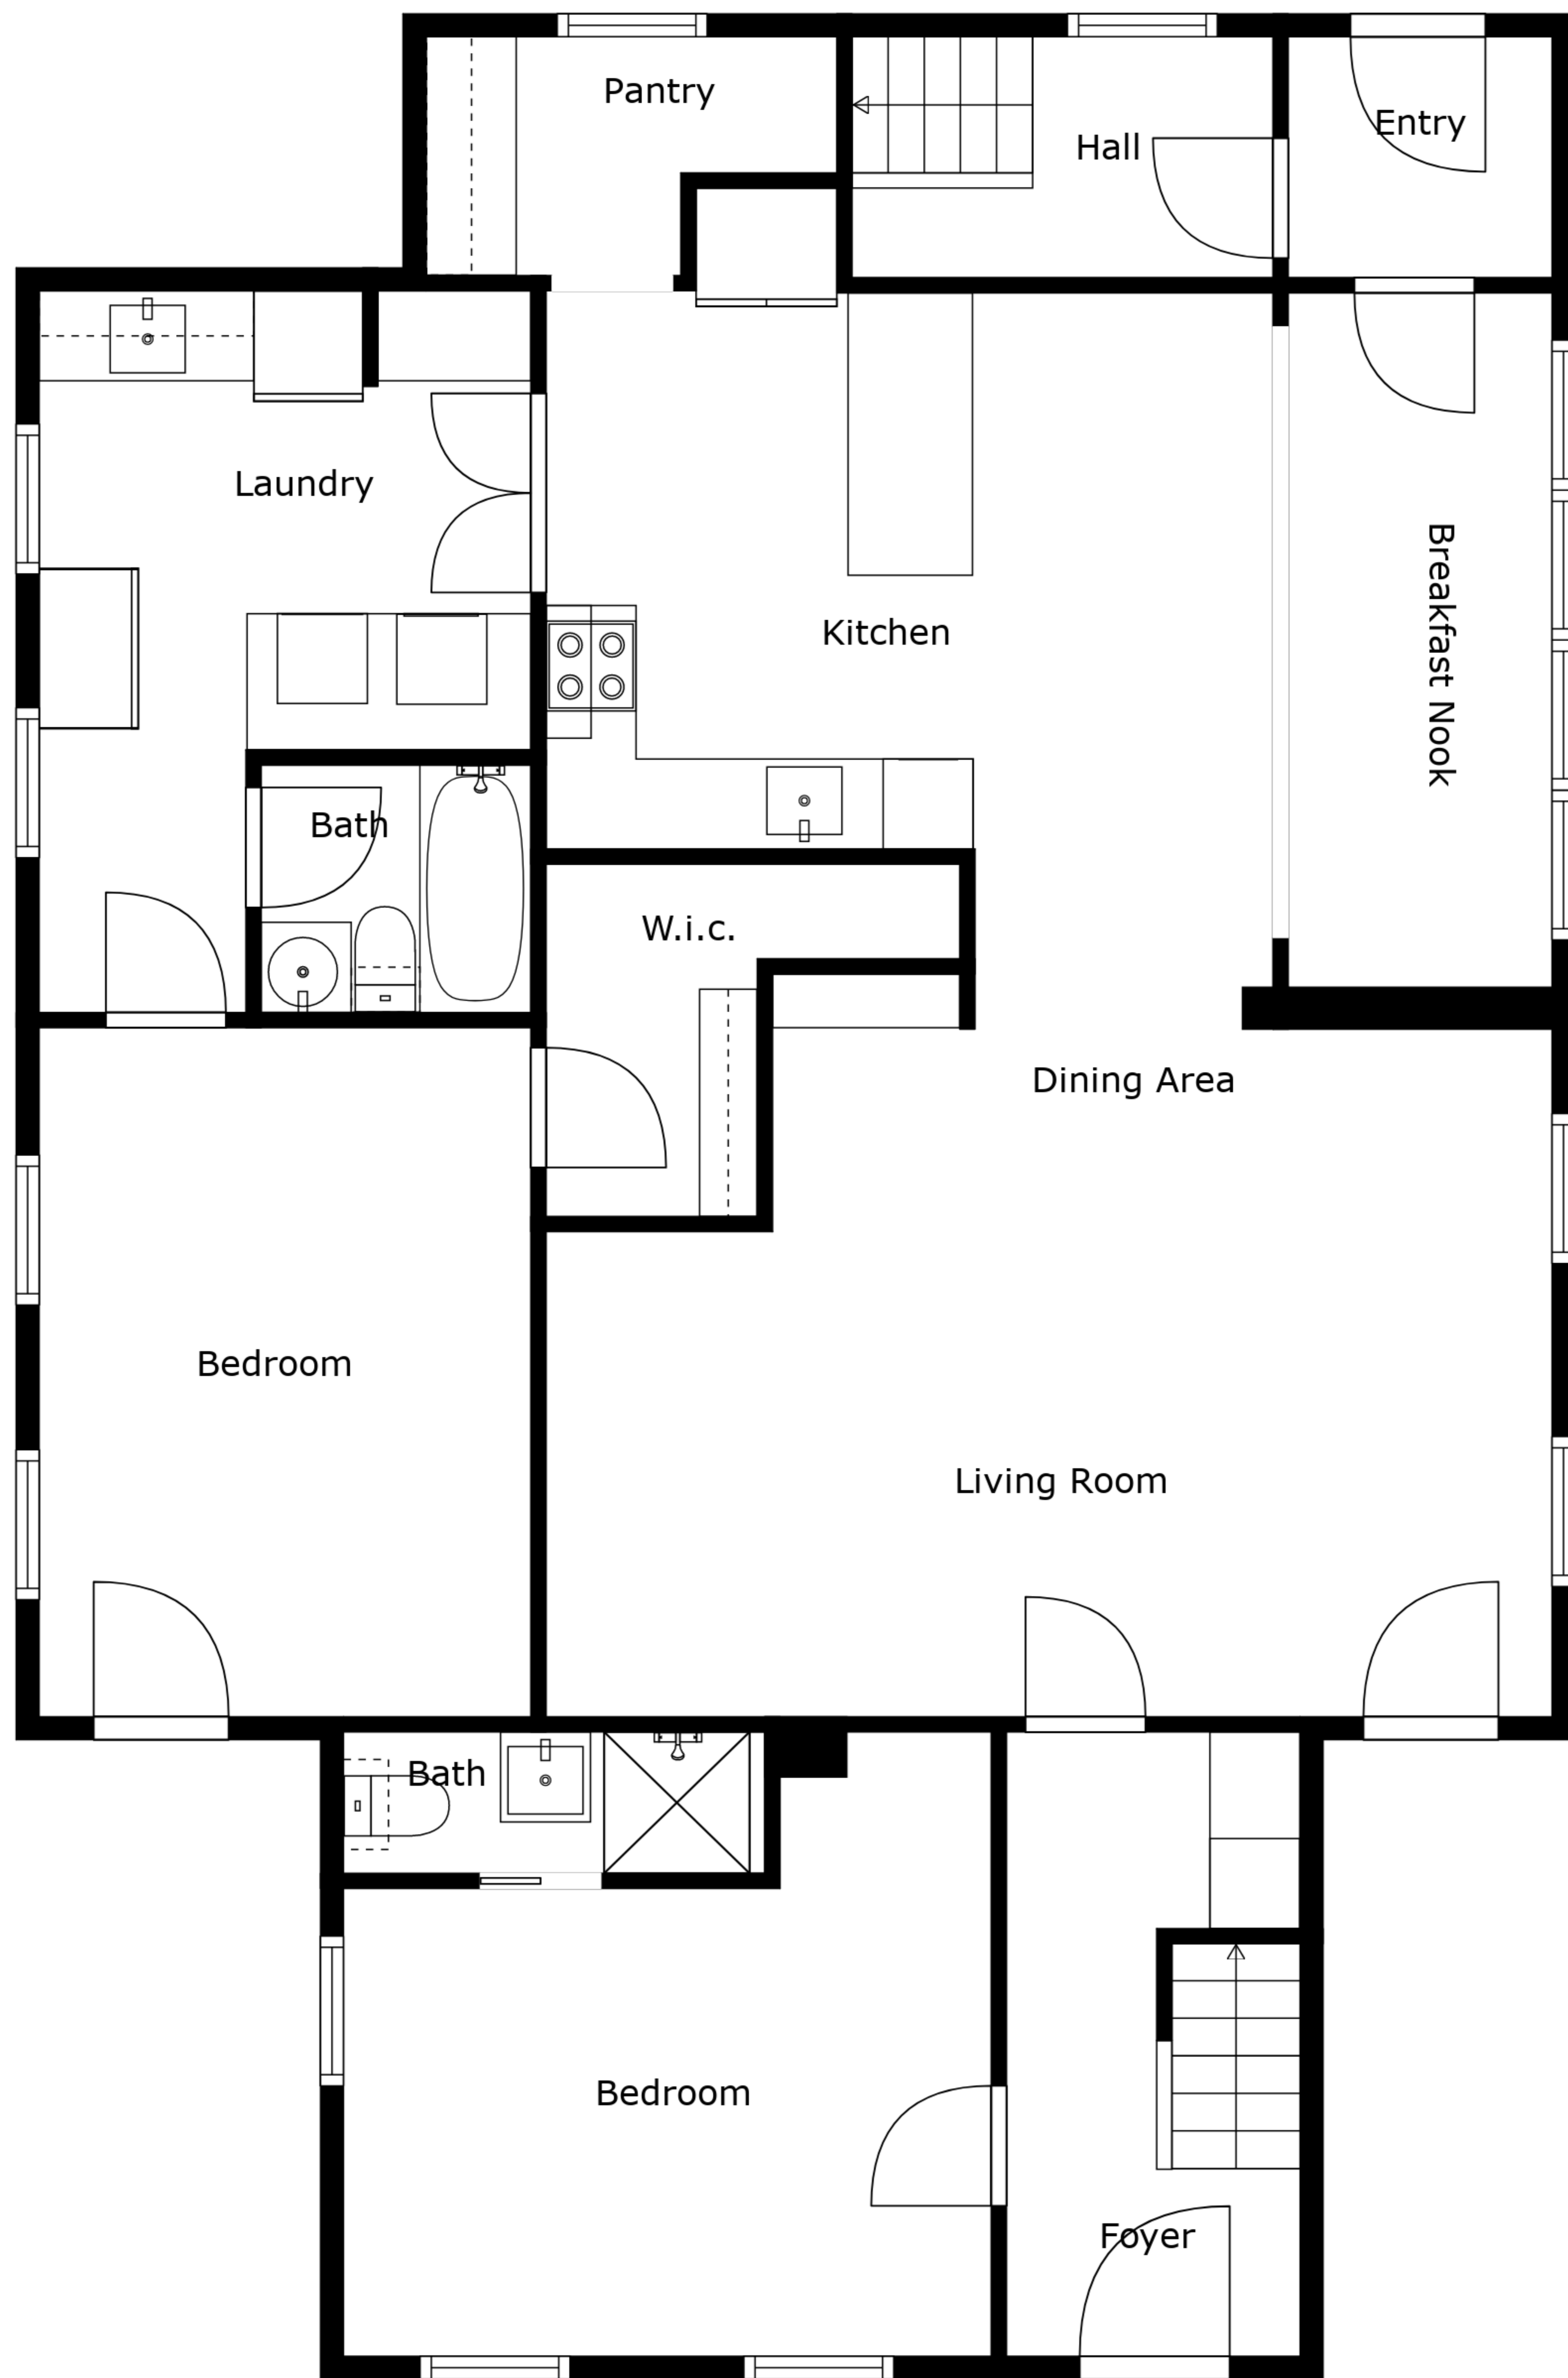 Pantry
Entry
Hall
Laundry
Breakfast Nook
Kitchen
Bath
W.i.c.
Dining Area
Bedroom
Living Room
Bath
Bedroom
Foyer